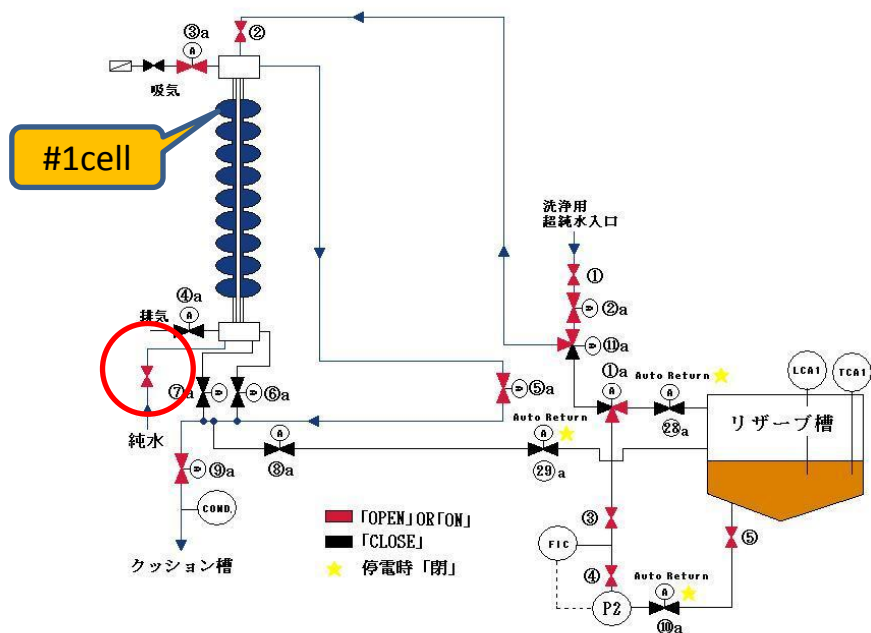 ③a
②
A
吸気
#1cell
洗浄用
超純水入口
①
②a
④a
A
排気
⑪a
①a
A
Auto Return
A
LCA1
TCA1
⑦a
⑥a
⑤a
28a
リザーブ槽
純水
Auto Return
A
A
⑨a
⑧a
29a
COND.
「OPEN」OR「ON」
③
「CLOSE」
FIC
⑤
クッション槽
停電時「閉」
④
Auto Return
P2
A
⑩a